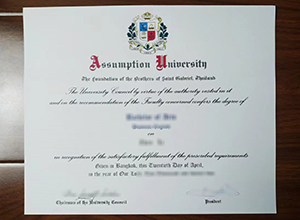 Assumption University
The Foundation of the Brothers of Saint Gabriel, Thailand
The University Council by virtue of the authority vested in it
and on the recommendation of the Faculty concerned confers the degree of
on
in recognition of the satisfactory fulfillment of the prescribed requirements
Given in Bangkok, this Twentieth Day of April,
in the year of Our
Chairman of the University Council President